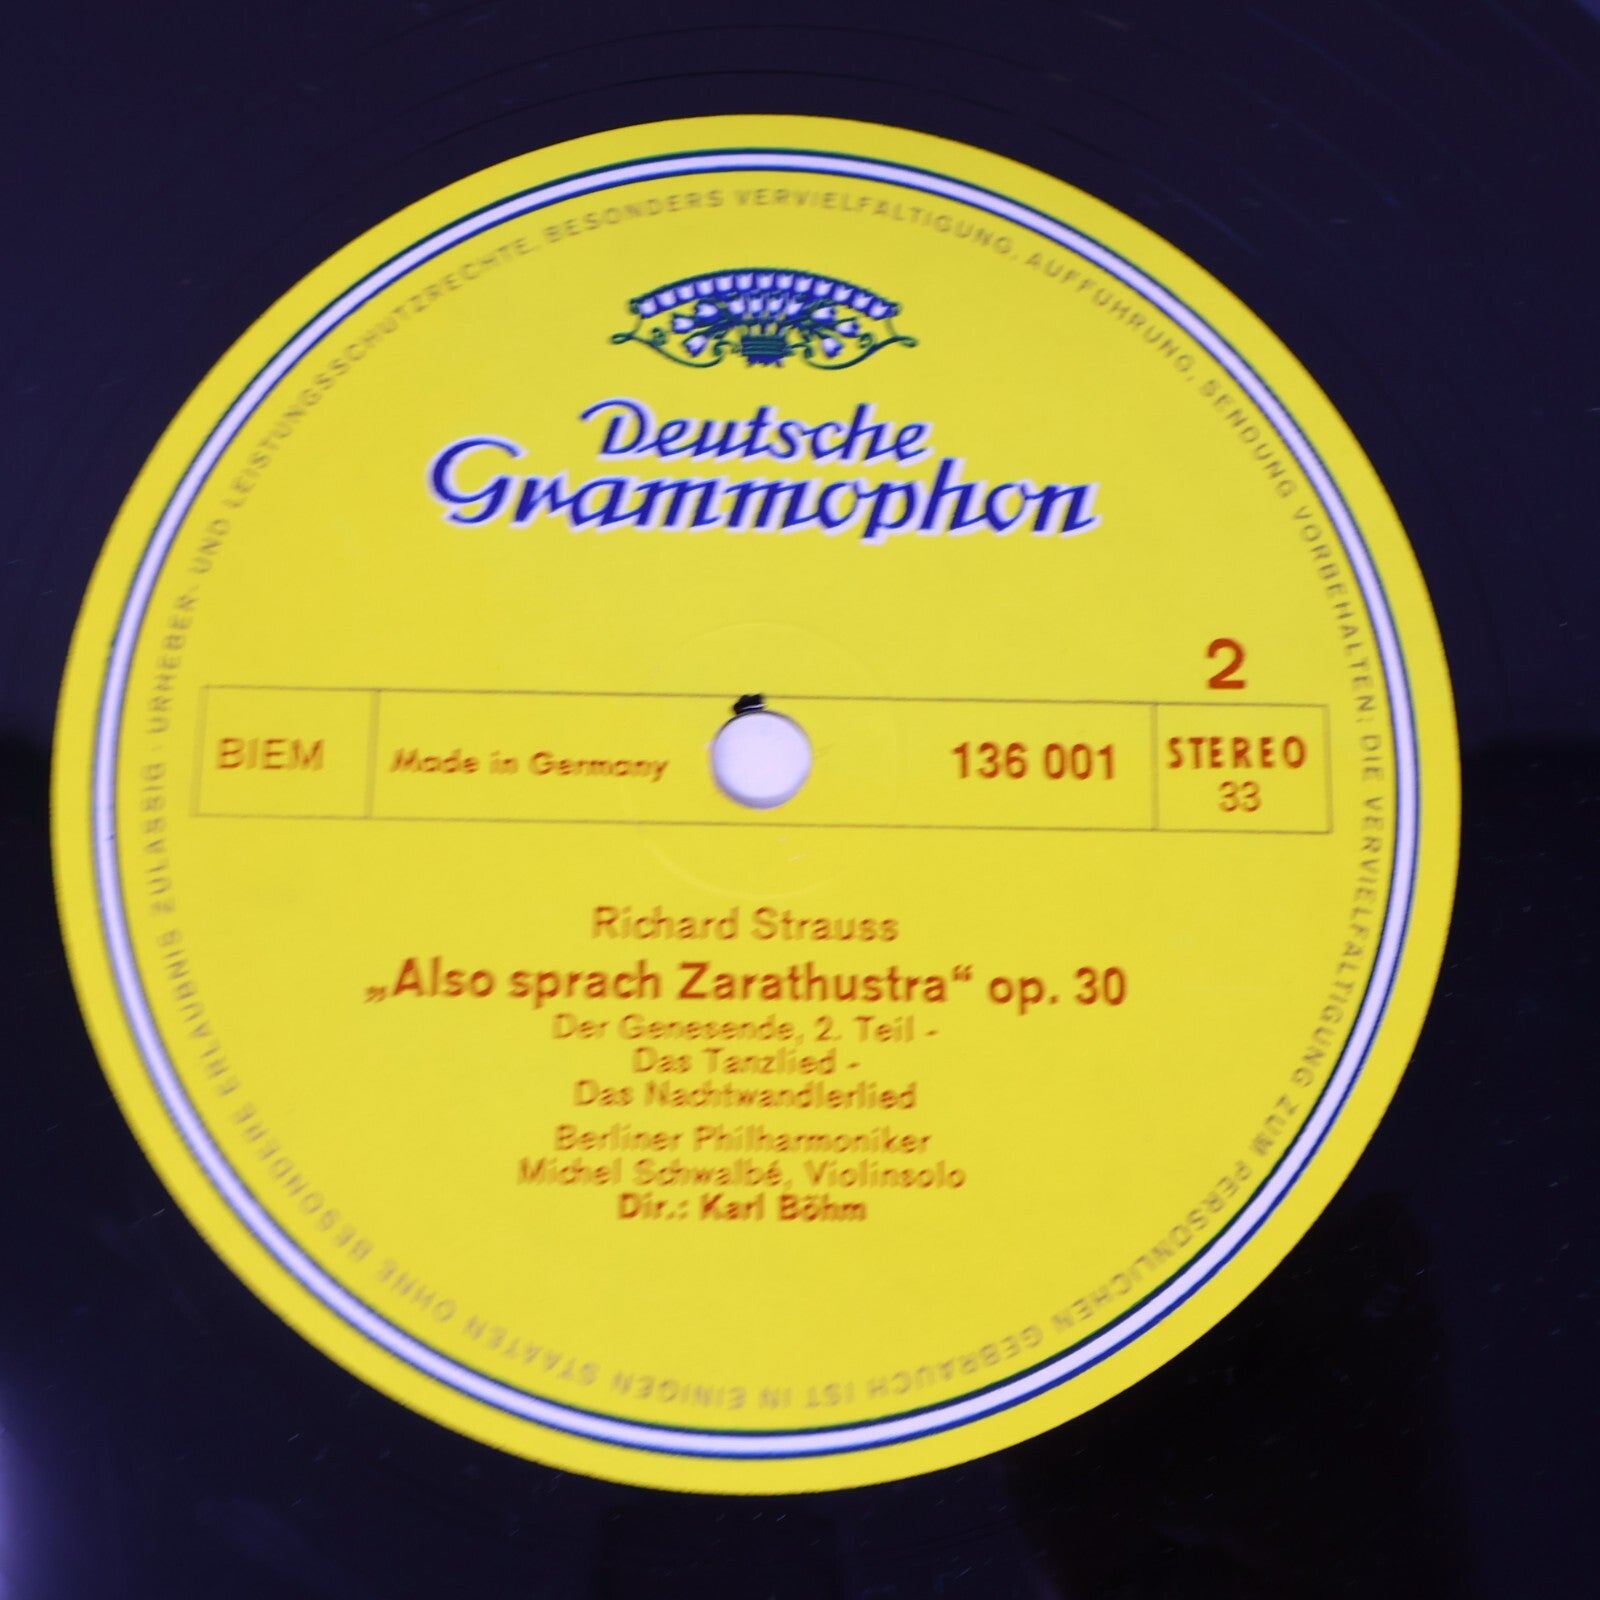 URHEBER- UND LEISTUNGSSCHUTZRECHTE, BESONDERS VERVIELFÄLTIGUNG, AUFFÜHRUNG, SENDUNG VORBEHALTEN; DIE VERVIELFÄLTIGUNG ZUM PERSÖNLICHEN GEBRAUCH IST IN EINIGEN STAATEN OHNE BESONDERE ERLAUBNIS ZULÄSSIG ·
Deutsche
Grammophon
2
BIEM Made in Germany 136 001 STEREO
33
Richard Strauss
„Also sprach Zarathustra“ op. 30
Der Genesende, 2. Teil -
Das Tanzlied -
Das Nachtwandlerlied
Berliner Philharmoniker
Michel Schwalbé, Violinsolo
Dir.: Karl Böhm